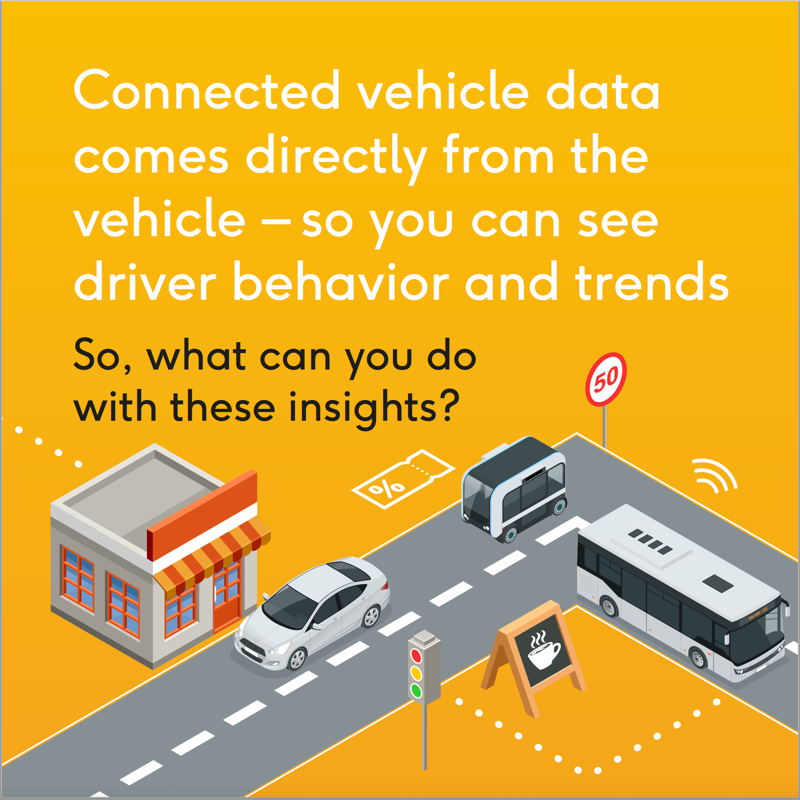 Connected vehicle data
comes directly from the
vehicle – so you can see
driver behavior and trends
So, what can you do
with these insights?
50
%